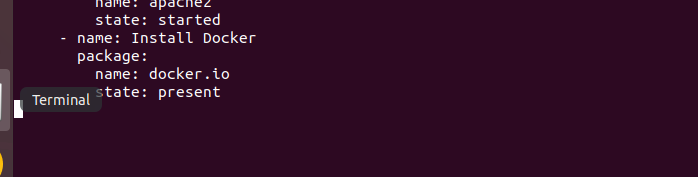 name: apache2
state: started
- name: Install Docker
package:
name: docker.io
state: present
Terminal